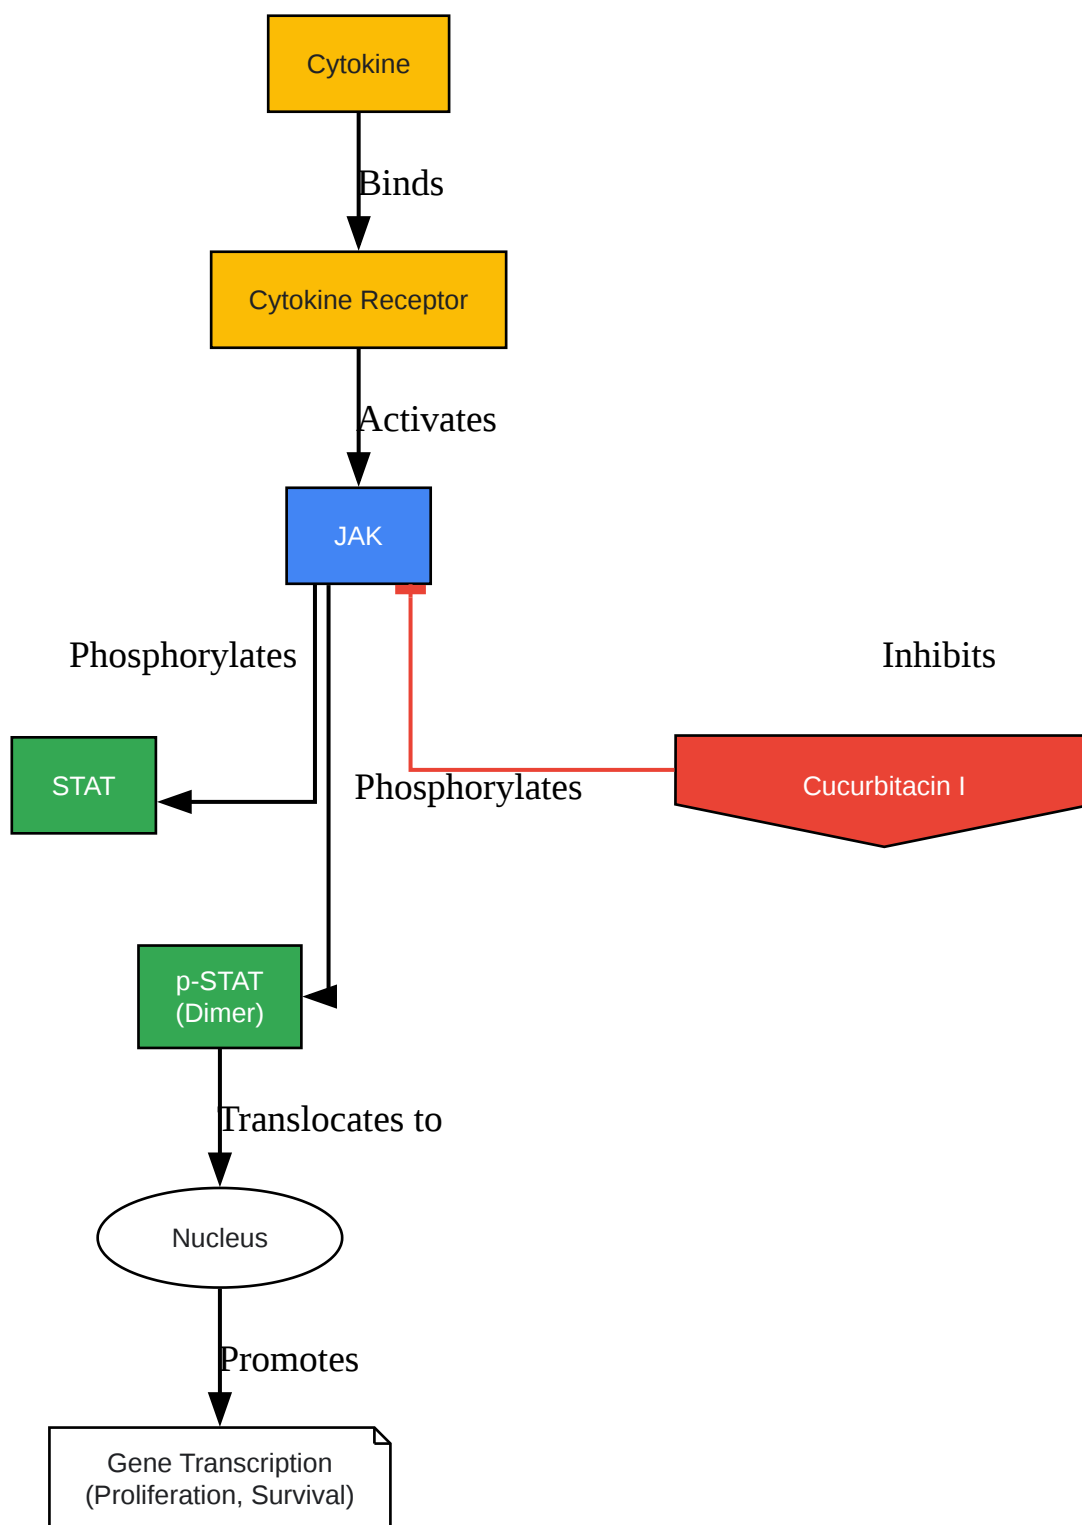 Cytokine
Binds
Cytokine Receptor
Activates
JAK
Phosphorylates
Inhibits
STAT
Phosphorylates
Cucurbitacin I
p-STAT
(Dimer)
Translocates to
Nucleus
Promotes
Gene Transcription
(Proliferation, Survival)